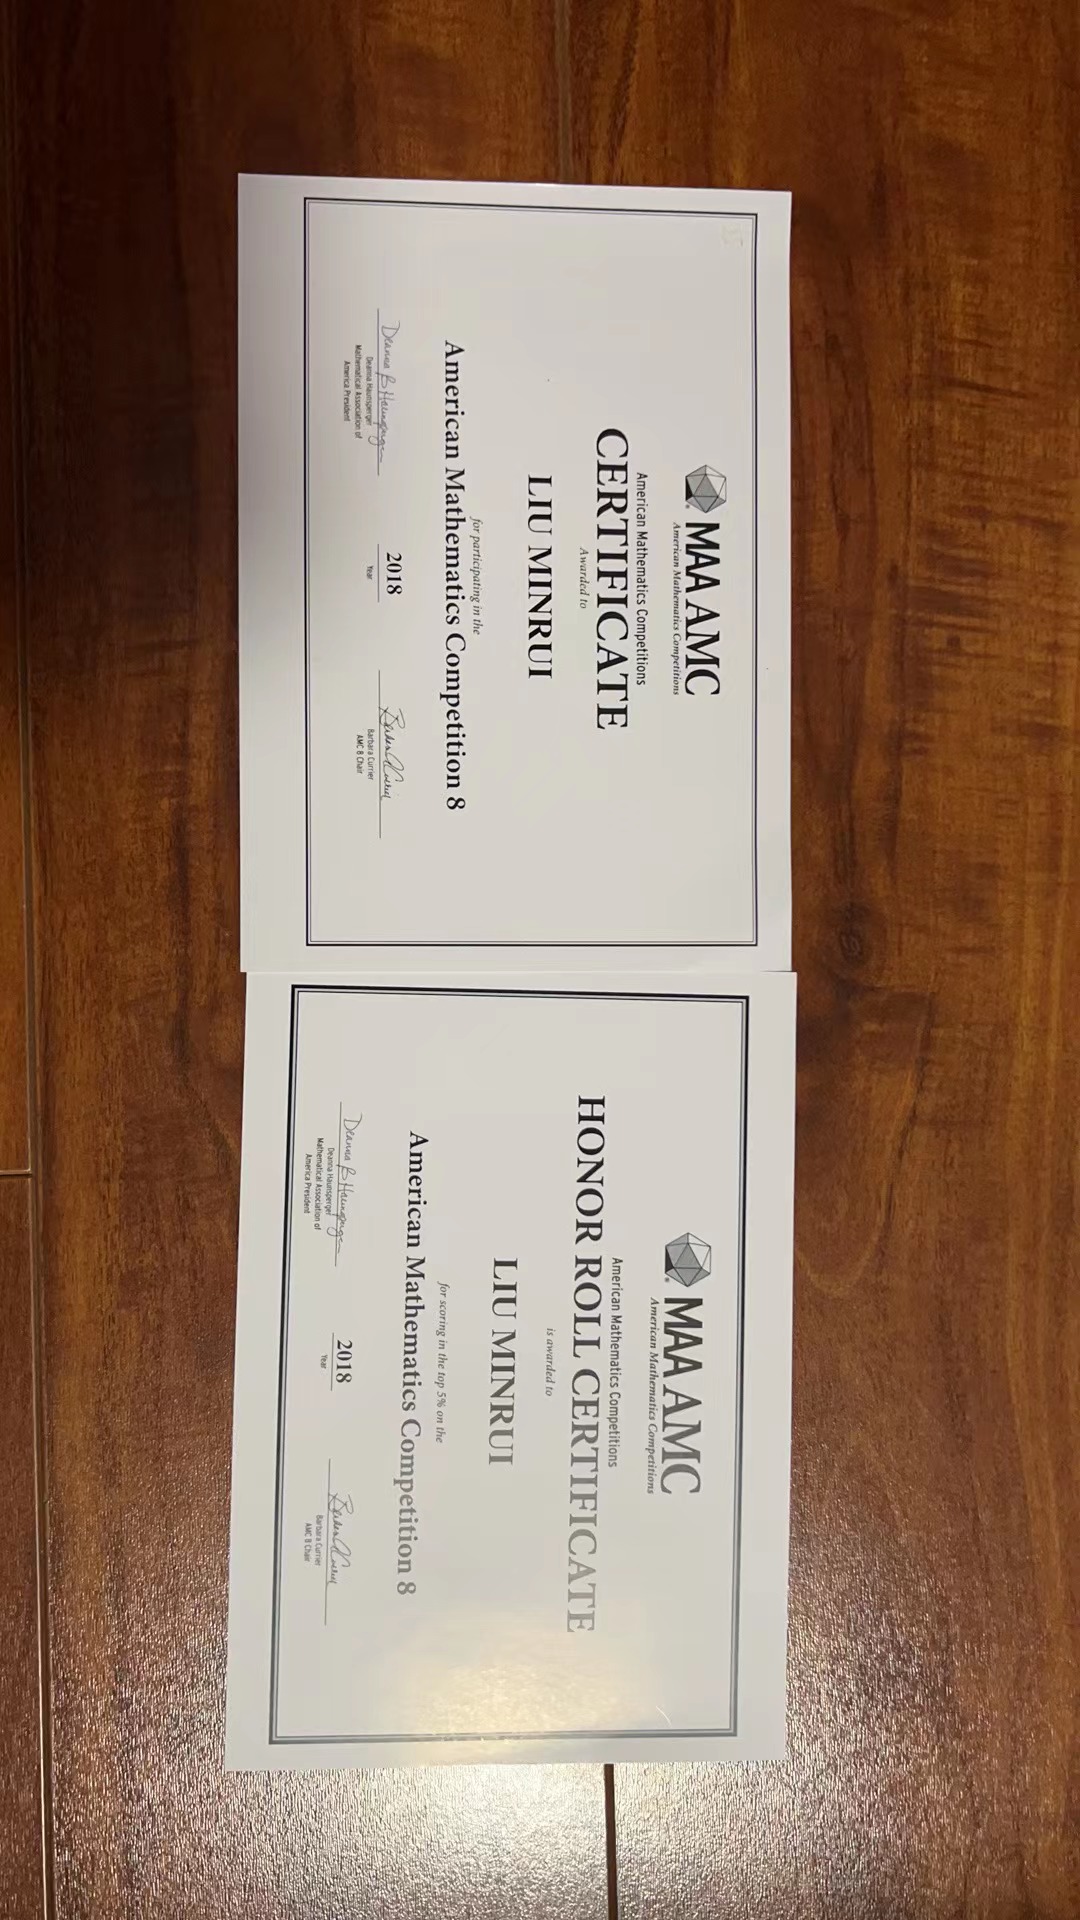 MAA AMC
American Mathematics Competitions
American Mathematics Competitions
CERTIFICATE
Awarded to
LIU MINRUI
for participating in the
American Mathematics Competition 8
Deanna B Haunsperger
Deanna Haunsperger
Mathematical Association of
America President
2018
Year
Barbara Currier
AMC 8 Chair
MAA AMC
American Mathematics Competitions
American Mathematics Competitions
HONOR ROLL CERTIFICATE
is awarded to
LIU MINRUI
for scoring in the top 5% on the
American Mathematics Competition 8
Deanna B Haunsperger
Deanna Haunsperger
Mathematical Association of
America President
2018
Year
Barbara Currier
AMC 8 Chair